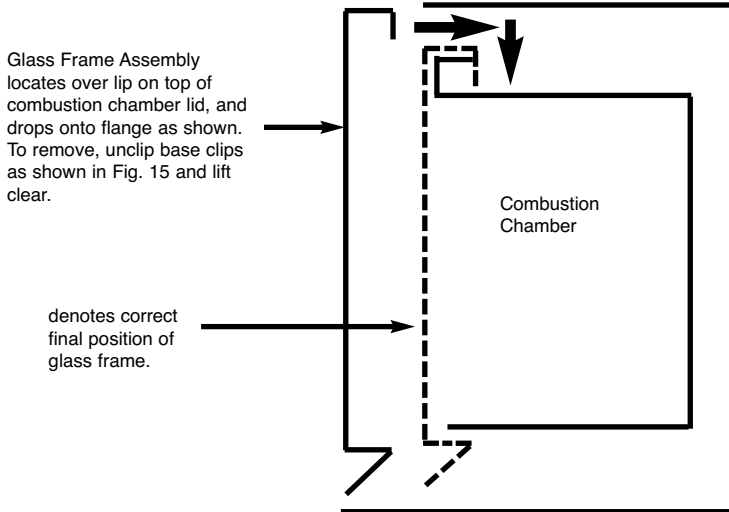 Glass Frame Assembly
locates over lip on top of
combustion chamber lid, and
drops onto flange as shown.
To remove, unclip base clips
as shown in Fig. 15 and lift
clear.
Combustion
Chamber
denotes correct
final position of
glass frame.